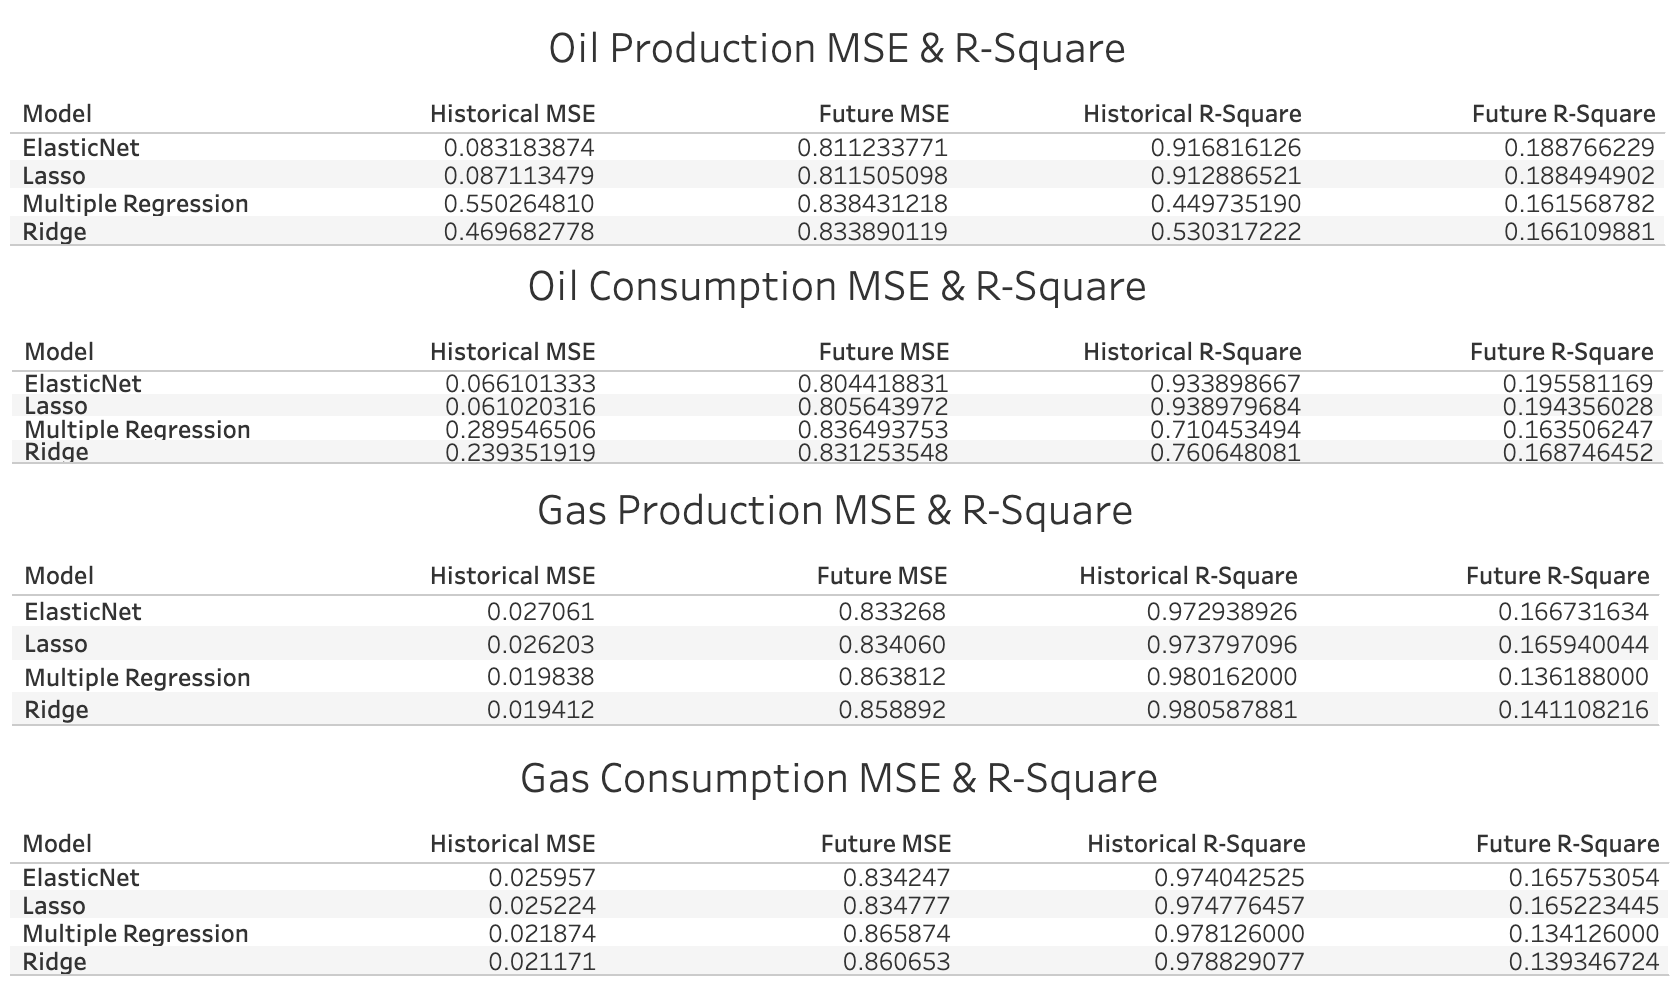 Oil Production MSE & R-Square
Model Historical MSE Future MSE Historical R-Square Future R-Square
ElasticNet 0.083183874 0.811233771 0.916816126 0.188766229
Lasso 0.087113479 0.811505098 0.912886521 0.188494902
Multiple Regression 0.550264810 0.838431218 0.449735190 0.161568782
Ridge 0.469682778 0.833890119 0.530317222 0.166109881
Oil Consumption MSE & R-Square
Model Historical MSE Future MSE Historical R-Square Future R-Square
ElasticNet 0.066101333 0.804418831 0.933898667 0.195581169
Lasso 0.061020316 0.805643972 0.938979684 0.194356028
Multiple Regression 0.289546506 0.836493753 0.710453494 0.163506247
Ridge 0.239351919 0.831253548 0.760648081 0.168746452
Gas Production MSE & R-Square
Model Historical MSE Future MSE Historical R-Square Future R-Square
ElasticNet 0.027061 0.833268 0.972938926 0.166731634
Lasso 0.026203 0.834060 0.973797096 0.165940044
Multiple Regression 0.019838 0.863812 0.980162000 0.136188000
Ridge 0.019412 0.858892 0.980587881 0.141108216
Gas Consumption MSE & R-Square
Model Historical MSE Future MSE Historical R-Square Future R-Square
ElasticNet 0.025957 0.834247 0.974042525 0.165753054
Lasso 0.025224 0.834777 0.974776457 0.165223445
Multiple Regression 0.021874 0.865874 0.978126000 0.134126000
Ridge 0.021171 0.860653 0.978829077 0.139346724